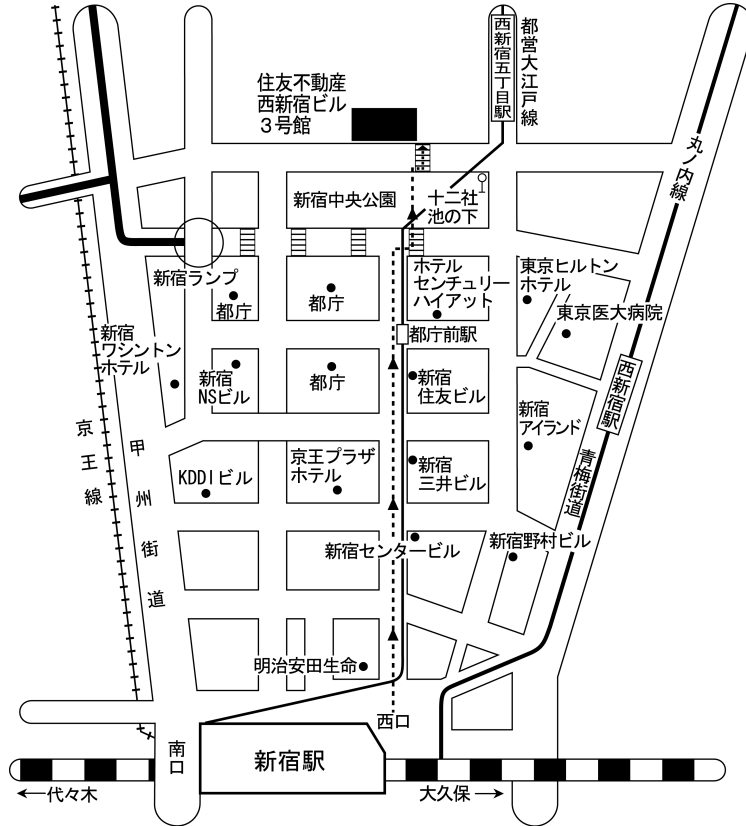 都営大江戸線
西新宿五丁目駅
住友不動産
西新宿ビル
３号館
丸ノ内線
新宿中央公園
十二社
池の下
新宿ランプ
都庁
都庁
ホテル
センチュリー
ハイアット
東京ヒルトン
ホテル
東京医大病院
新宿
ワシントン
ホテル
都庁前駅
新宿
NSビル
都庁
新宿
住友ビル
西新宿駅
新宿
アイランド
京王線
甲州街道
KDDIビル
京王プラザ
ホテル
新宿
三井ビル
青梅街道
新宿センタービル
新宿野村ビル
明治安田生命
西口
南口
新宿駅
←代々木
大久保→